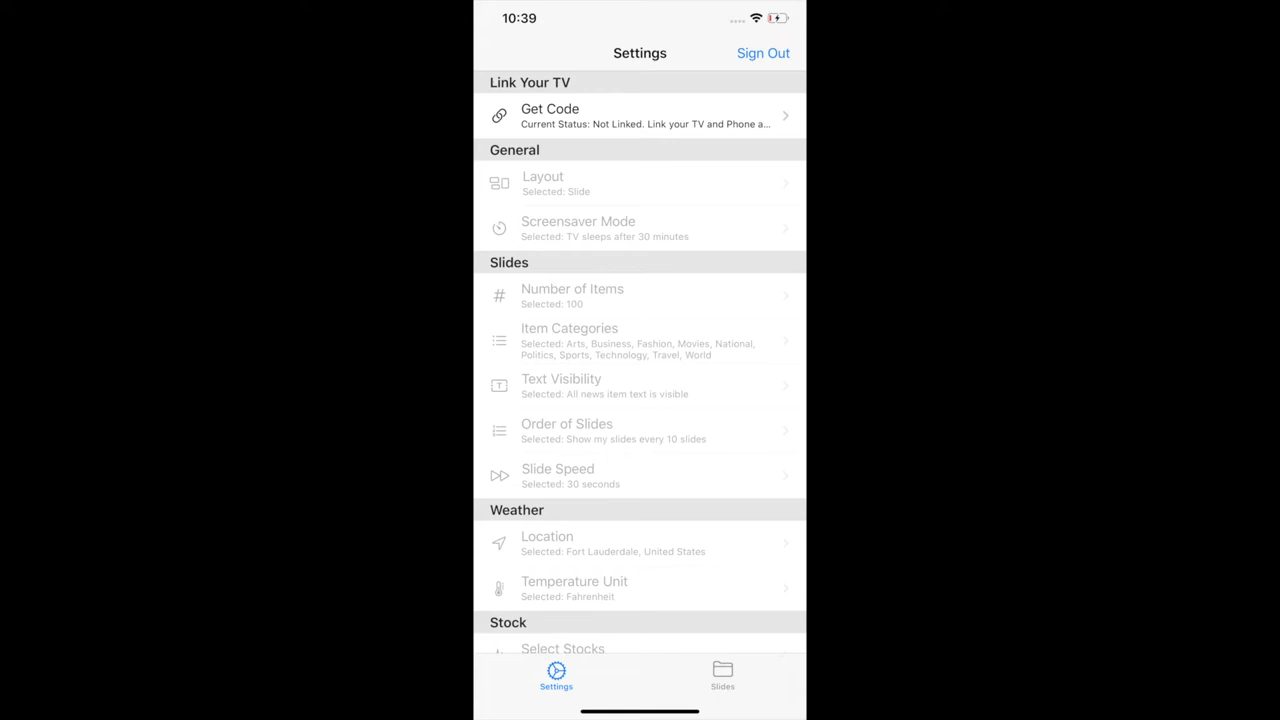 10:39
Settings
Sign Out
Link Your TV
Get Code
Current Status: Not Linked. Link your TV and Phone a...
General
Layout
Selected: Slide
Screensaver Mode
Selected: TV sleeps after 30 minutes
Slides
Number of Items
Selected: 100
Item Categories
Selected: Arts, Business, Fashion, Movies, National,
Politics, Sports, Technology, Travel, World
Text Visibility
Selected: All news item text is visible
Order of Slides
Selected: Show my slides every 10 slides
Slide Speed
Selected: 30 seconds
Weather
Location
Selected: Fort Lauderdale, United States
Temperature Unit
Selected: Fahrenheit
Stock
Select Stocks
Settings
Slides